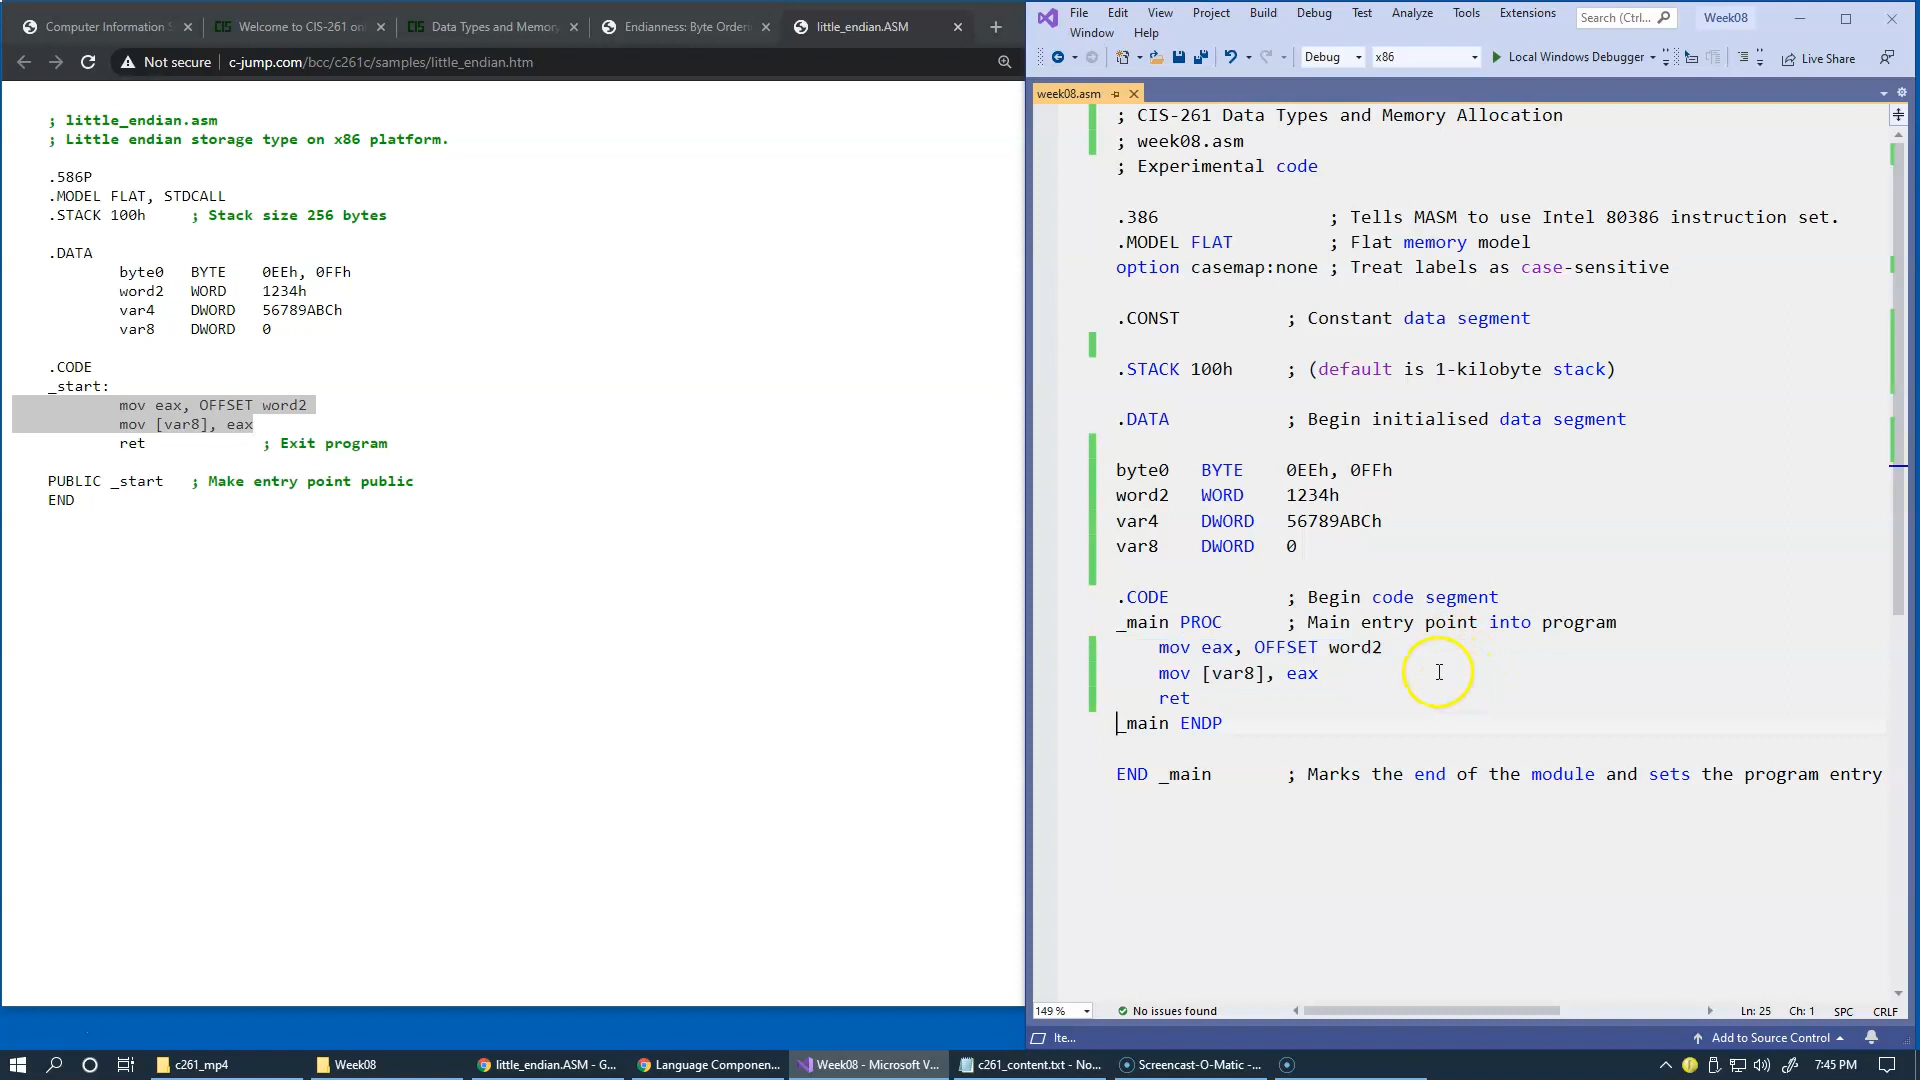 Computer Information S
Welcome to CIS-261 onl
Data Types and Memory
Endianness: Byte Orderi
little_endian.ASM
Not secure
c-jump.com/bcc/c261c/samples/little_endian.htm
; little_endian.asm
; Little endian storage type on x86 platform.
.586P
.MODEL FLAT, STDCALL
.STACK 100h ; Stack size 256 bytes
.DATA
byte0 BYTE 0EEh, 0FFh
word2 WORD 1234h
var4 DWORD 56789ABCh
var8 DWORD 0
.CODE
_start:
mov eax, OFFSET word2
mov [var8], eax
ret ; Exit program
PUBLIC _start ; Make entry point public
END
File Edit View Project Build Debug Test Analyze Tools Extensions
Window Help
Search (Ctrl...
Week08
Debug
x86
Local Windows Debugger
Live Share
week08.asm
; CIS-261 Data Types and Memory Allocation
; week08.asm
; Experimental code
.386 ; Tells MASM to use Intel 80386 instruction set.
.MODEL FLAT ; Flat memory model
option casemap:none ; Treat labels as case-sensitive
.CONST ; Constant data segment
.STACK 100h ; (default is 1-kilobyte stack)
.DATA ; Begin initialised data segment
byte0 BYTE 0EEh, 0FFh
word2 WORD 1234h
var4 DWORD 56789ABCh
var8 DWORD 0
.CODE ; Begin code segment
_main PROC ; Main entry point into program
mov eax, OFFSET word2
mov [var8], eax
ret
_main ENDP
END _main ; Marks the end of the module and sets the program entry
149 %
No issues found
Ln: 25 Ch: 1 SPC CRLF
Ite...
Add to Source Control
c261_mp4
Week08
little_endian.ASM - G...
Language Componen...
Week08 - Microsoft V...
c261_content.txt - No...
Screencast-O-Matic -...
7:45 PM